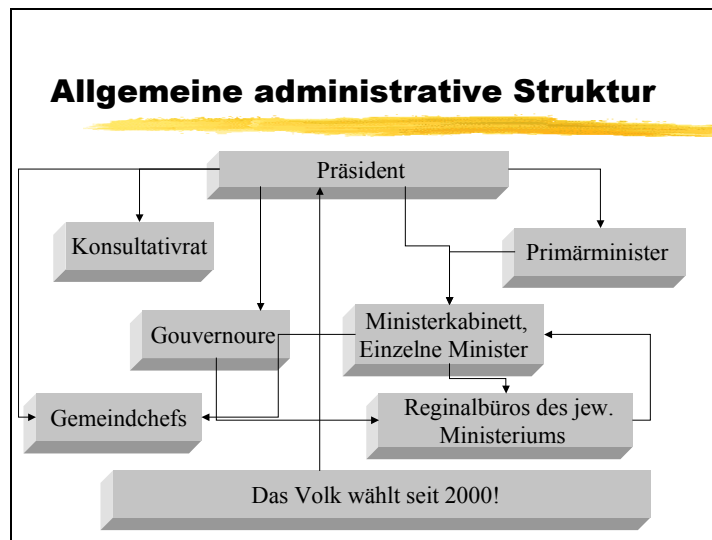 Allgemeine administrative Struktur
Präsident
Konsultativrat
Primärminister
Gouvernoure
Ministerkabinett,
Einzelne Minister
Gemeindchefs
Reginalbüros des jew.
Ministeriums
Das Volk wählt seit 2000!